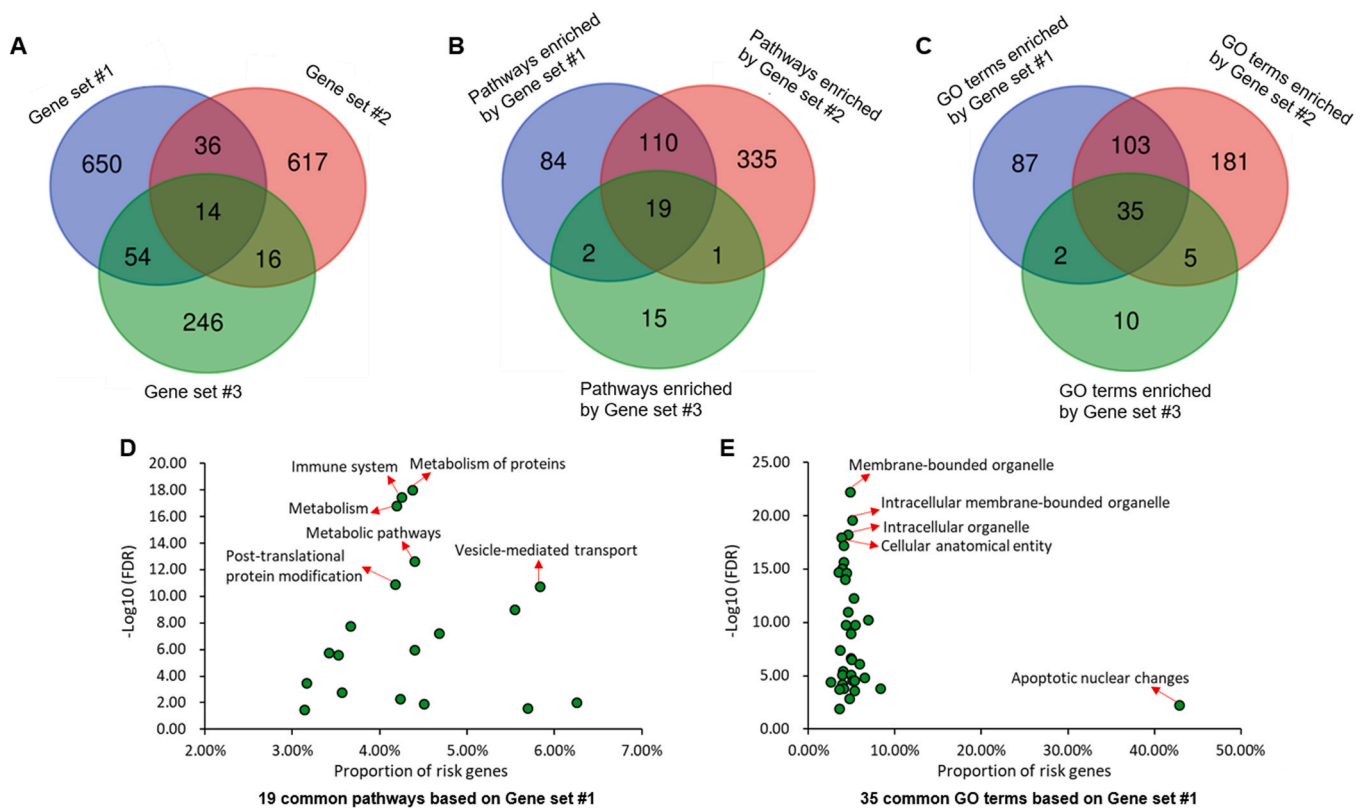 A
Gene set #1
Gene set #2
650
36
617
14
54
16
246
Gene set #3
B
Pathways enriched
by Gene set #1
Pathways enriched
by Gene set #2
84
110
335
19
2
1
15
Pathways enriched
by Gene set #3
C
GO terms enriched
by Gene set #1
GO terms enriched
by Gene set #2
87
103
181
35
2
5
10
GO terms enriched
by Gene set #3
D
-Log10 (FDR)
20.00
18.00
16.00
14.00
12.00
10.00
8.00
6.00
4.00
2.00
0.00
Immune system
Metabolism of proteins
Metabolism
Metabolic pathways
Post-translational
protein modification
Vesicle-mediated transport
2.00%
3.00%
4.00%
5.00%
6.00%
7.00%
Proportion of risk genes
19 common pathways based on Gene set #1
E
-Log10 (FDR)
25.00
20.00
15.00
10.00
5.00
0.00
Membrane-bounded organelle
Intracellular membrane-bounded organelle
Intracellular organelle
Cellular anatomical entity
Apoptotic nuclear changes
0.00%
10.00%
20.00%
30.00%
40.00%
50.00%
Proportion of risk genes
35 common GO terms based on Gene set #1